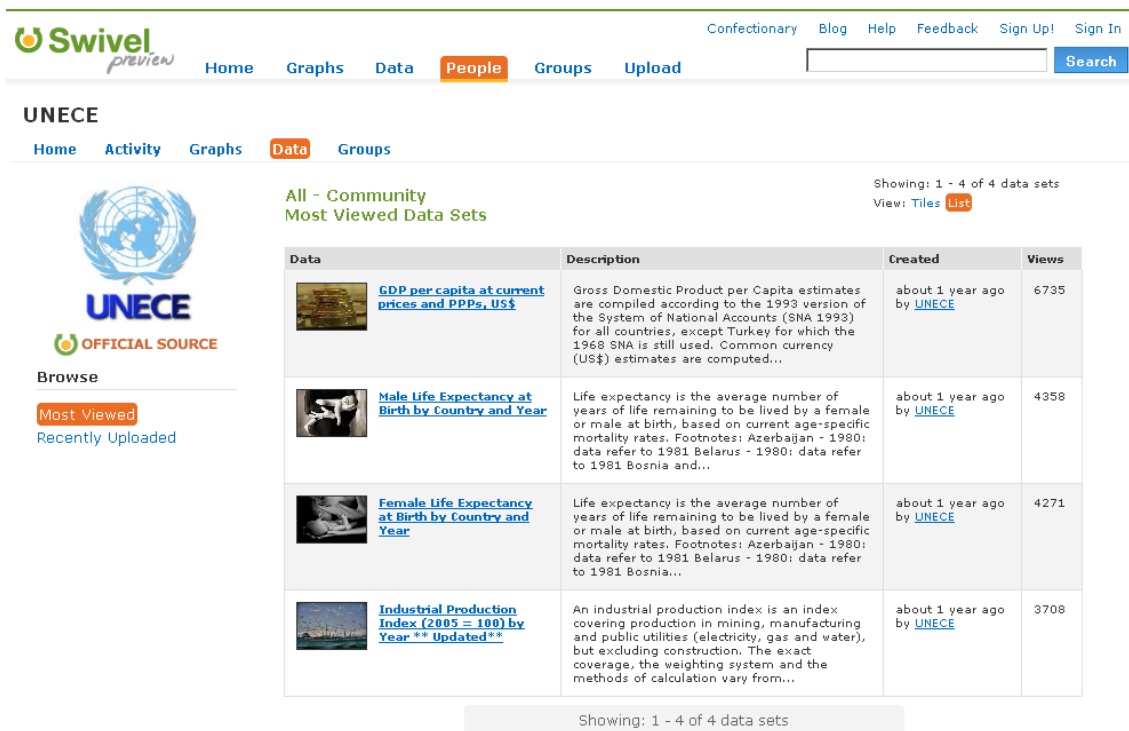 Confectionary Blog Help Feedback Sign Up! Sign In
Swivel
preview
Home Graphs Data People Groups Upload
Search
UNECE
Home Activity Graphs Data Groups
UNECE
OFFICIAL SOURCE
Browse
Most Viewed
Recently Uploaded
All - Community
Most Viewed Data Sets
Showing: 1 - 4 of 4 data sets
View: Tiles List
Data Description Created Views
GDP per capita at current
prices and PPPs, US$
Gross Domestic Product per Capita estimates
are compiled according to the 1993 version of
the System of National Accounts (SNA 1993)
for all countries, except Turkey for which the
1968 SNA is still used. Common currency
(US$) estimates are computed...
about 1 year ago
by UNECE
6735
Male Life Expectancy at
Birth by Country and Year
Life expectancy is the average number of
years of life remaining to be lived by a female
or male at birth, based on current age-specific
mortality rates. Footnotes: Azerbaijan - 1980:
data refer to 1981 Belarus - 1980: data refer
to 1981 Bosnia and...
about 1 year ago
by UNECE
4358
Female Life Expectancy
at Birth by Country and
Year
Life expectancy is the average number of
years of life remaining to be lived by a female
or male at birth, based on current age-specific
mortality rates. Footnotes: Azerbaijan - 1980:
data refer to 1981 Belarus - 1980: data refer
to 1981 Bosnia...
about 1 year ago
by UNECE
4271
Industrial Production
Index (2005 = 100) by
Year ** Updated**
An industrial production index is an index
covering production in mining, manufacturing
and public utilities (electricity, gas and water),
but excluding construction. The exact
coverage, the weighting system and the
methods of calculation vary from...
about 1 year ago
by UNECE
3708
Showing: 1 - 4 of 4 data sets